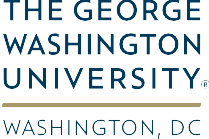 THE GEORGE
WASHINGTON
UNIVERSITY®
WASHINGTON, DC